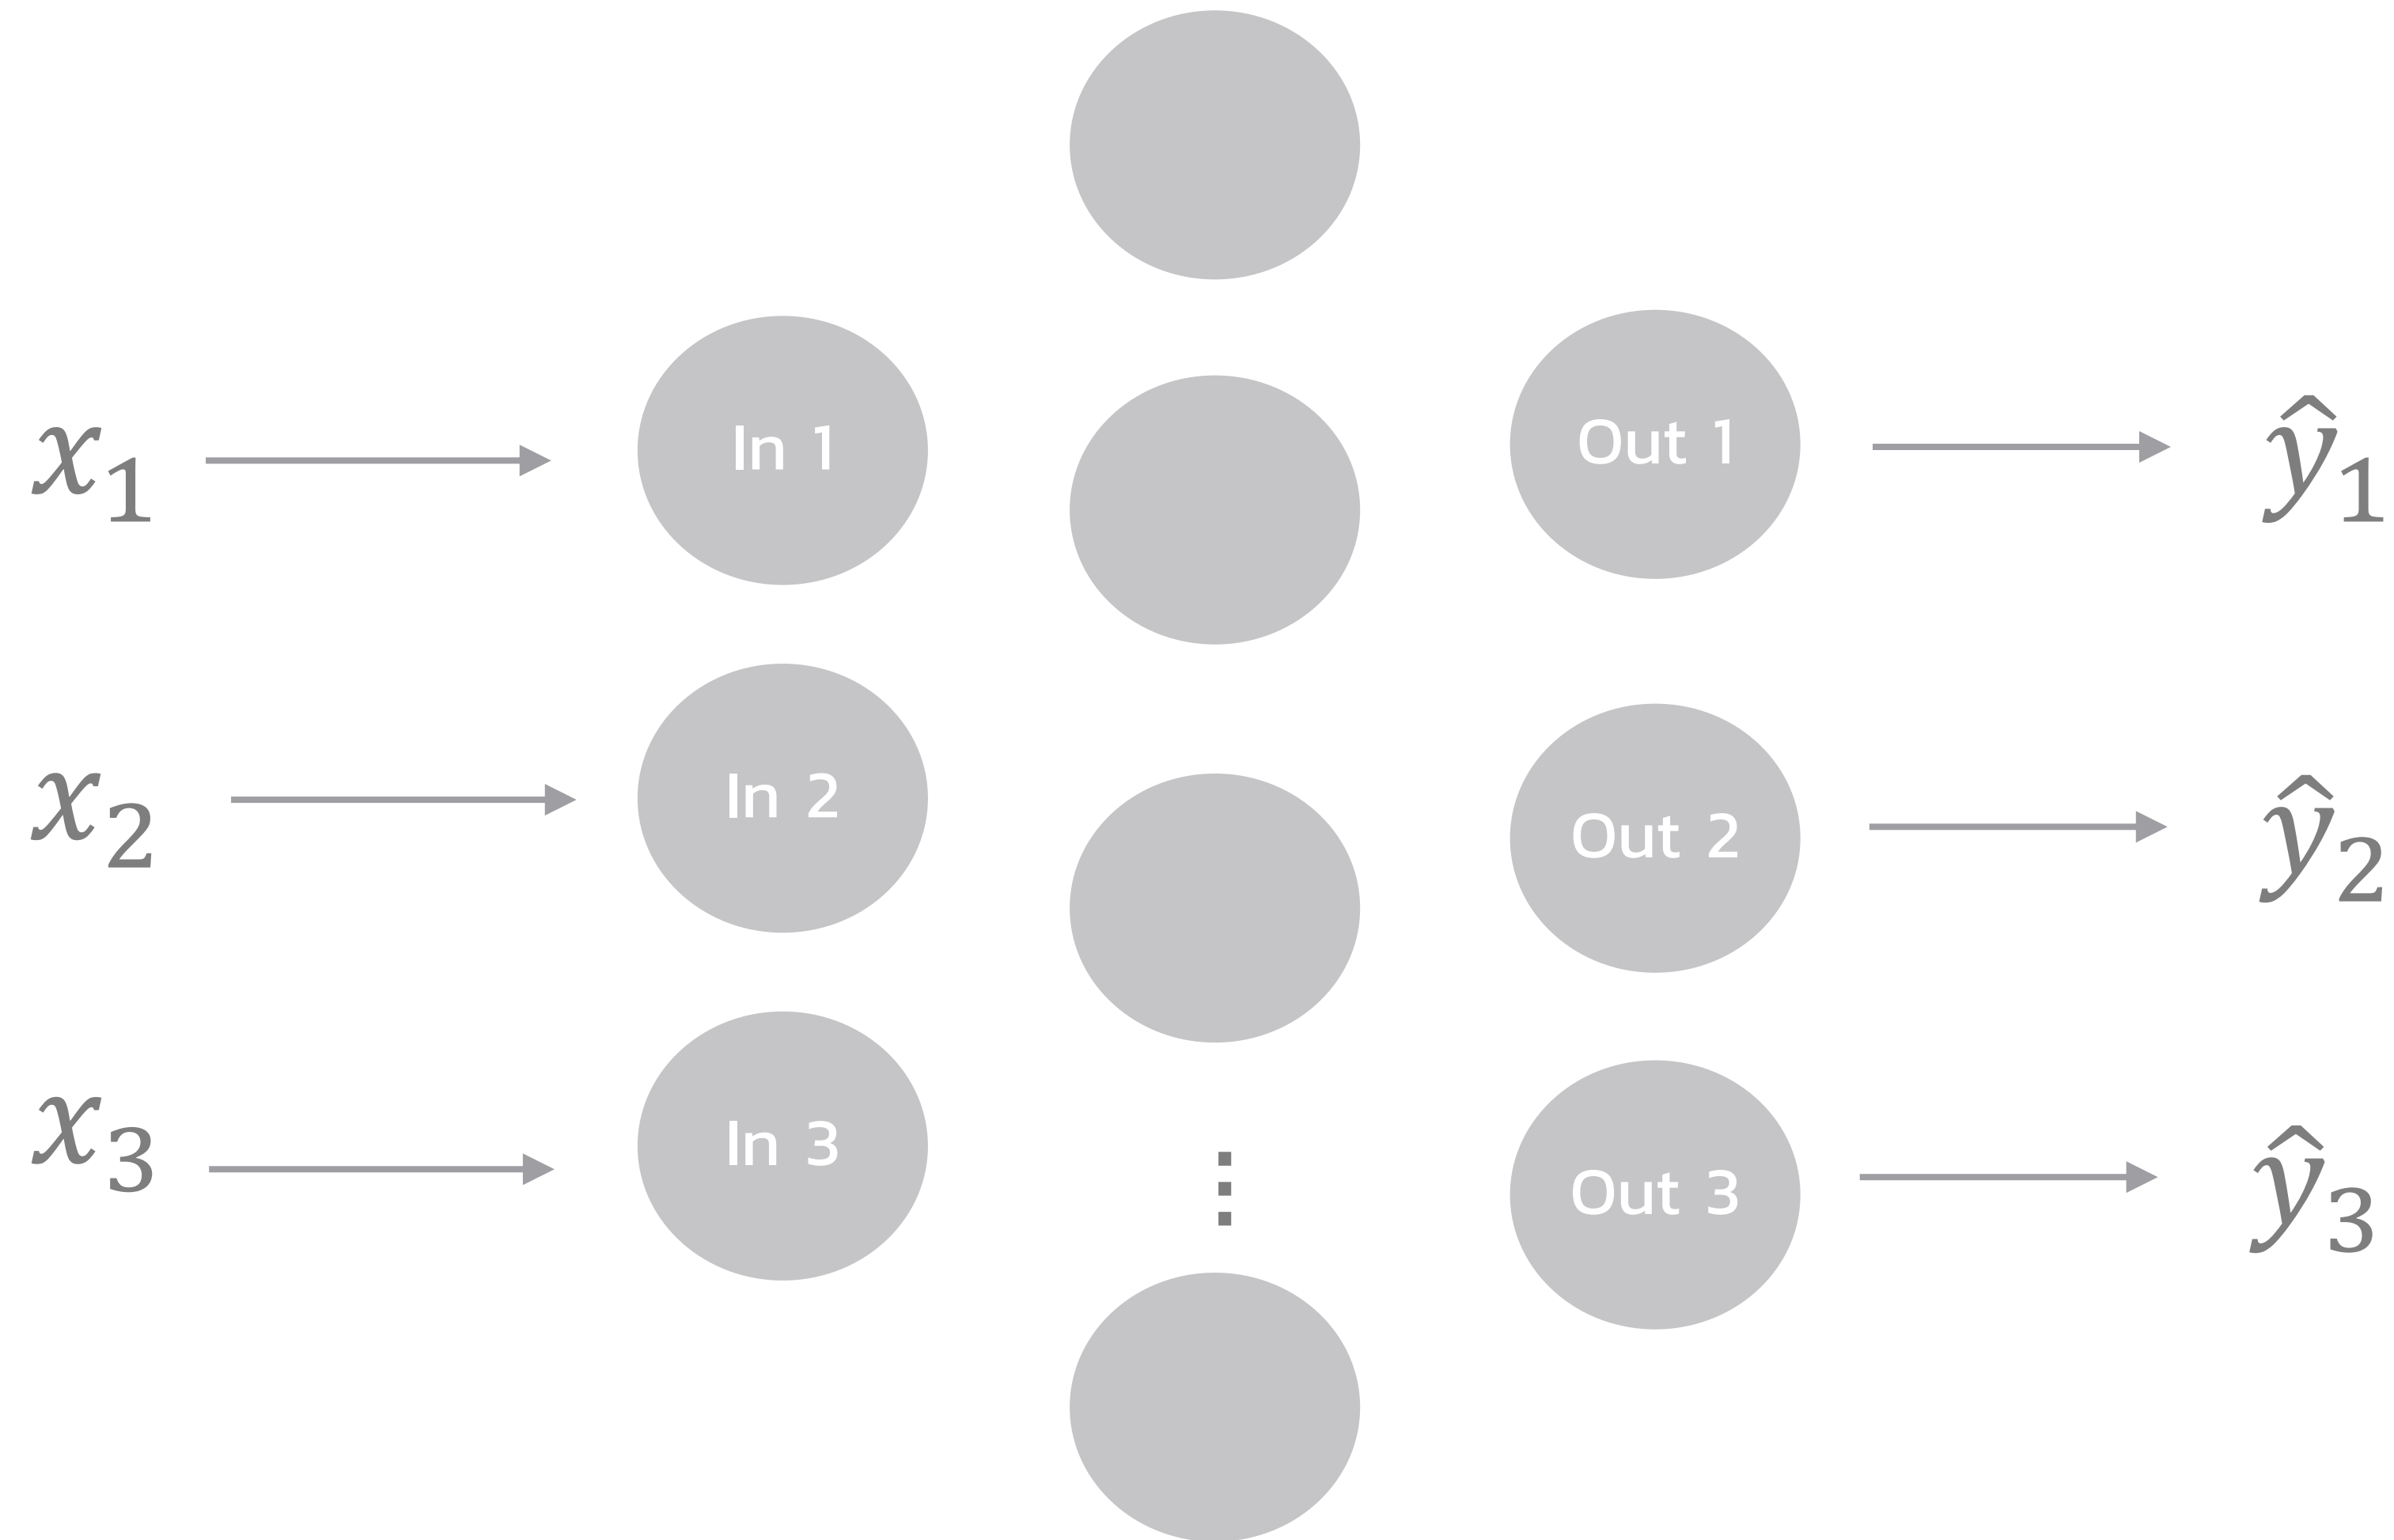 x₁ In 1 Out 1 ŷ₁
x₂ In 2 Out 2 ŷ₂
x₃ In 3 Out 3 ŷ₃
⋮